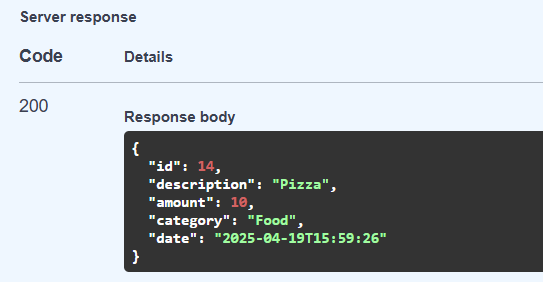 Server response
Code Details
200
Response body
{
"id": 14,
"description": "Pizza",
"amount": 10,
"category": "Food",
"date": "2025-04-19T15:59:26"
}